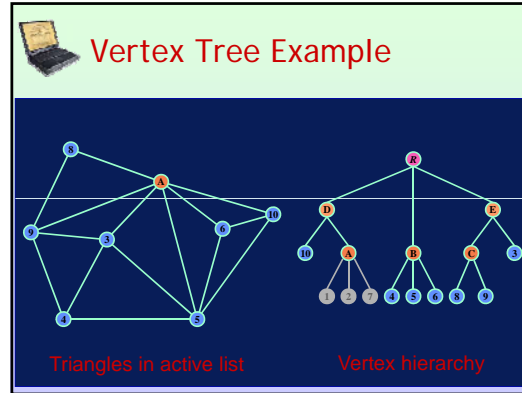 Vertex Tree Example
8
A
6
10
9
3
4
5
R
D
E
10
A
B
C
3
1
2
7
4
5
6
8
9
Triangles in active list
Vertex hierarchy